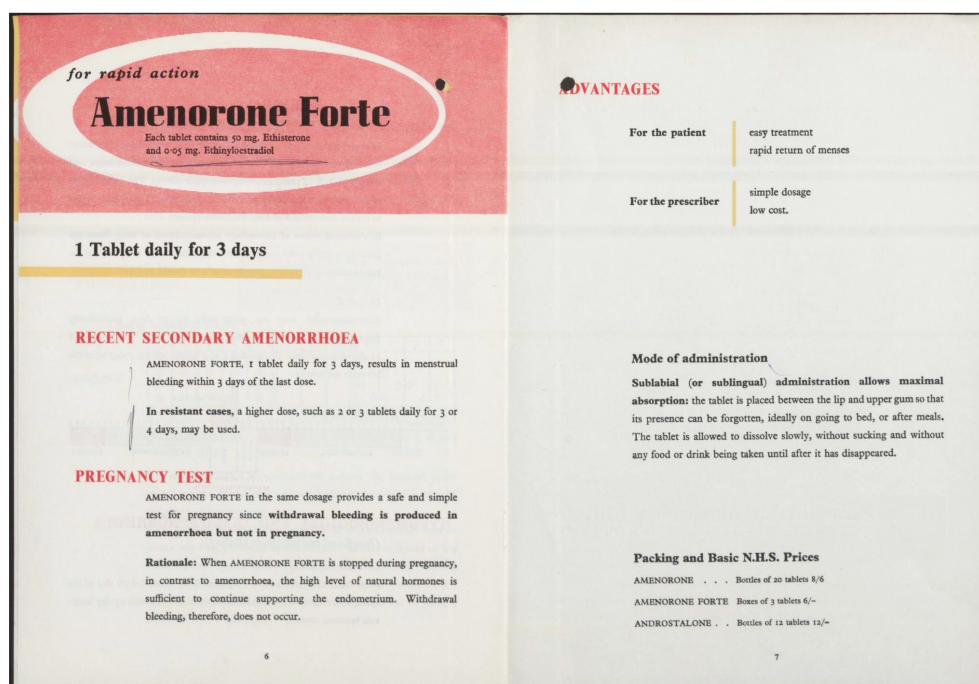 for rapid action
Amenorone Forte
Each tablet contains 50 mg. Ethisterone
and 0·05 mg. Ethinyloestradiol
1 Tablet daily for 3 days
RECENT SECONDARY AMENORRHOEA
AMENORONE FORTE, 1 tablet daily for 3 days, results in menstrual
bleeding within 3 days of the last dose.
In resistant cases, a higher dose, such as 2 or 3 tablets daily for 3 or
4 days, may be used.
PREGNANCY TEST
AMENORONE FORTE in the same dosage provides a safe and simple
test for pregnancy since withdrawal bleeding is produced in
amenorrhoea but not in pregnancy.
Rationale: When AMENORONE FORTE is stopped during pregnancy,
in contrast to amenorrhoea, the high level of natural hormones is
sufficient to continue supporting the endometrium. Withdrawal
bleeding, therefore, does not occur.
6
ADVANTAGES
For the patient
easy treatment
rapid return of menses
For the prescriber
simple dosage
low cost.
Mode of administration
Sublabial (or sublingual) administration allows maximal
absorption: the tablet is placed between the lip and upper gum so that
its presence can be forgotten, ideally on going to bed, or after meals.
The tablet is allowed to dissolve slowly, without sucking and without
any food or drink being taken until after it has disappeared.
Packing and Basic N.H.S. Prices
AMENORONE . . . Bottles of 20 tablets 8/6
AMENORONE FORTE Boxes of 3 tablets 6/–
ANDROSTALONE . . Bottles of 12 tablets 12/–
7